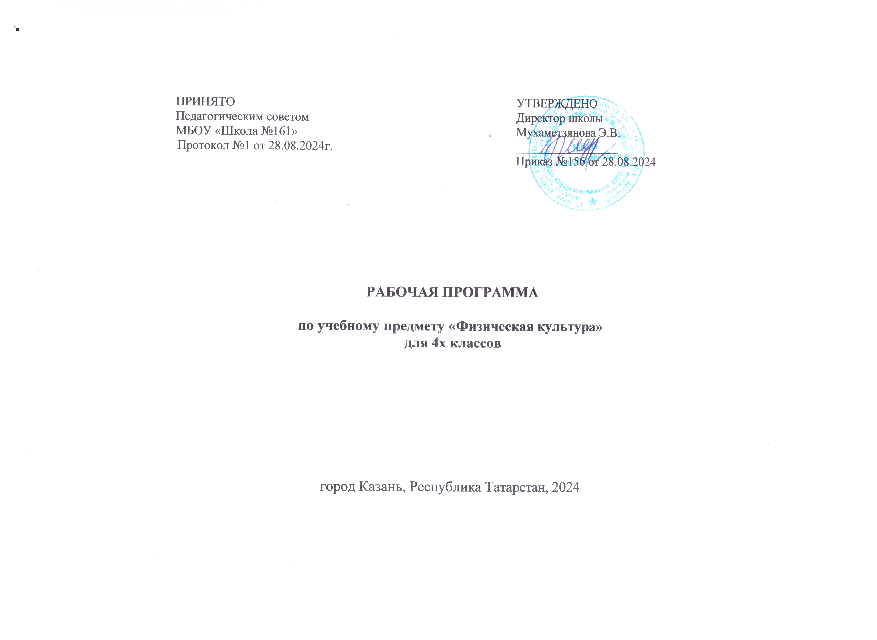 ПРИНЯТО
Педагогическим советом
МБОУ «Школа №161»
Протокол №1 от 28.08.2024г.
УТВЕРЖДЕНО
Директор школы
Мухаметзянова Э.В.
Приказ №156 от 28.08.2024
РАБОЧАЯ ПРОГРАММА
по учебному предмету «Физическая культура»
для 4х классов
город Казань, Республика Татарстан, 2024